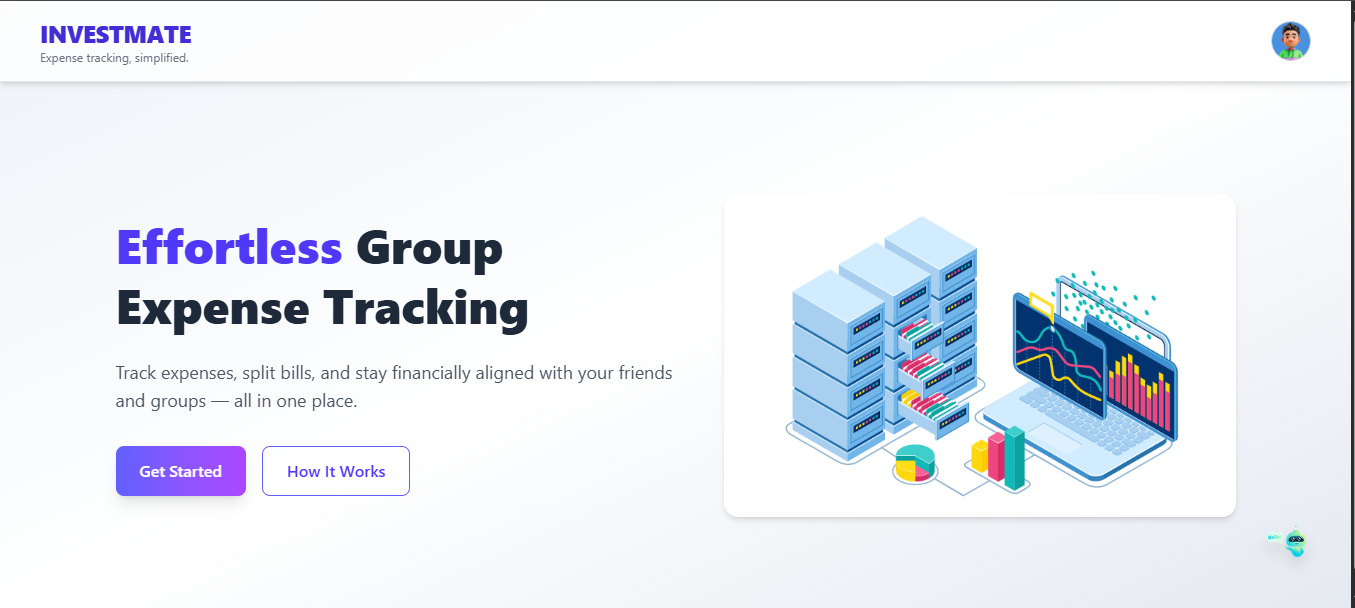 INVESTMATE
Expense tracking, simplified.
Effortless Group
Expense Tracking
Track expenses, split bills, and stay financially aligned with your friends
and groups — all in one place.
Get Started
How It Works